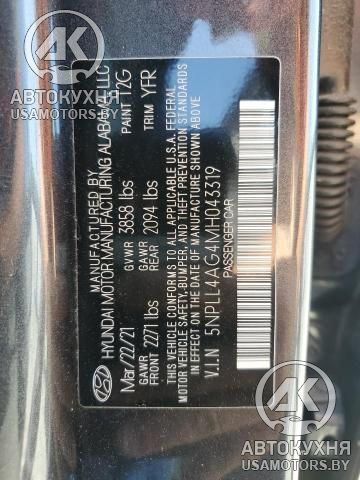 MANUFACTURED BY
HYUNDAI MOTOR MANUFACTURING ALABAMA, LLC
Mar/22/21 GVWR 3858 lbs PAINT T2G
GAWR FRONT 2271 lbs GAWR REAR 2094 lbs TRIM YFR
THIS VEHICLE CONFORMS TO ALL APPLICABLE U.S.A. FEDERAL
MOTOR VEHICLE SAFETY, BUMPER, AND THEFT PREVENTION STANDARDS
IN EFFECT ON THE DATE OF MANUFACTURE SHOWN ABOVE
V.I.N 5NPLL4AG4MH043319
PASSENGER CAR
АВТОКУХНЯ
USAMOTORS.BY
АВТОКУХНЯ
USAMOTORS.BY